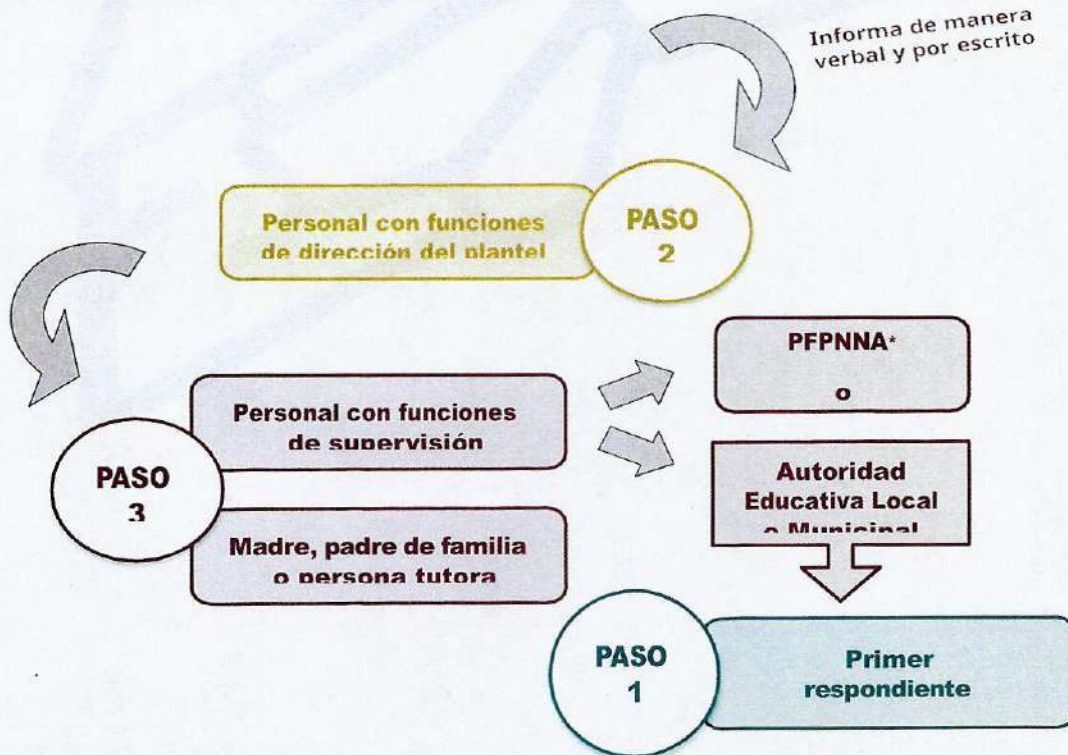 Informa de manera
verbal y por escrito
Personal con funciones
de dirección del plantel
PASO
2
PFPNNA*
o
Personal con funciones
de supervisión
PASO
3
Autoridad
Educativa Local
o Municipal
Madre, padre de familia
o persona tutora
PASO
1
Primer
respondiente